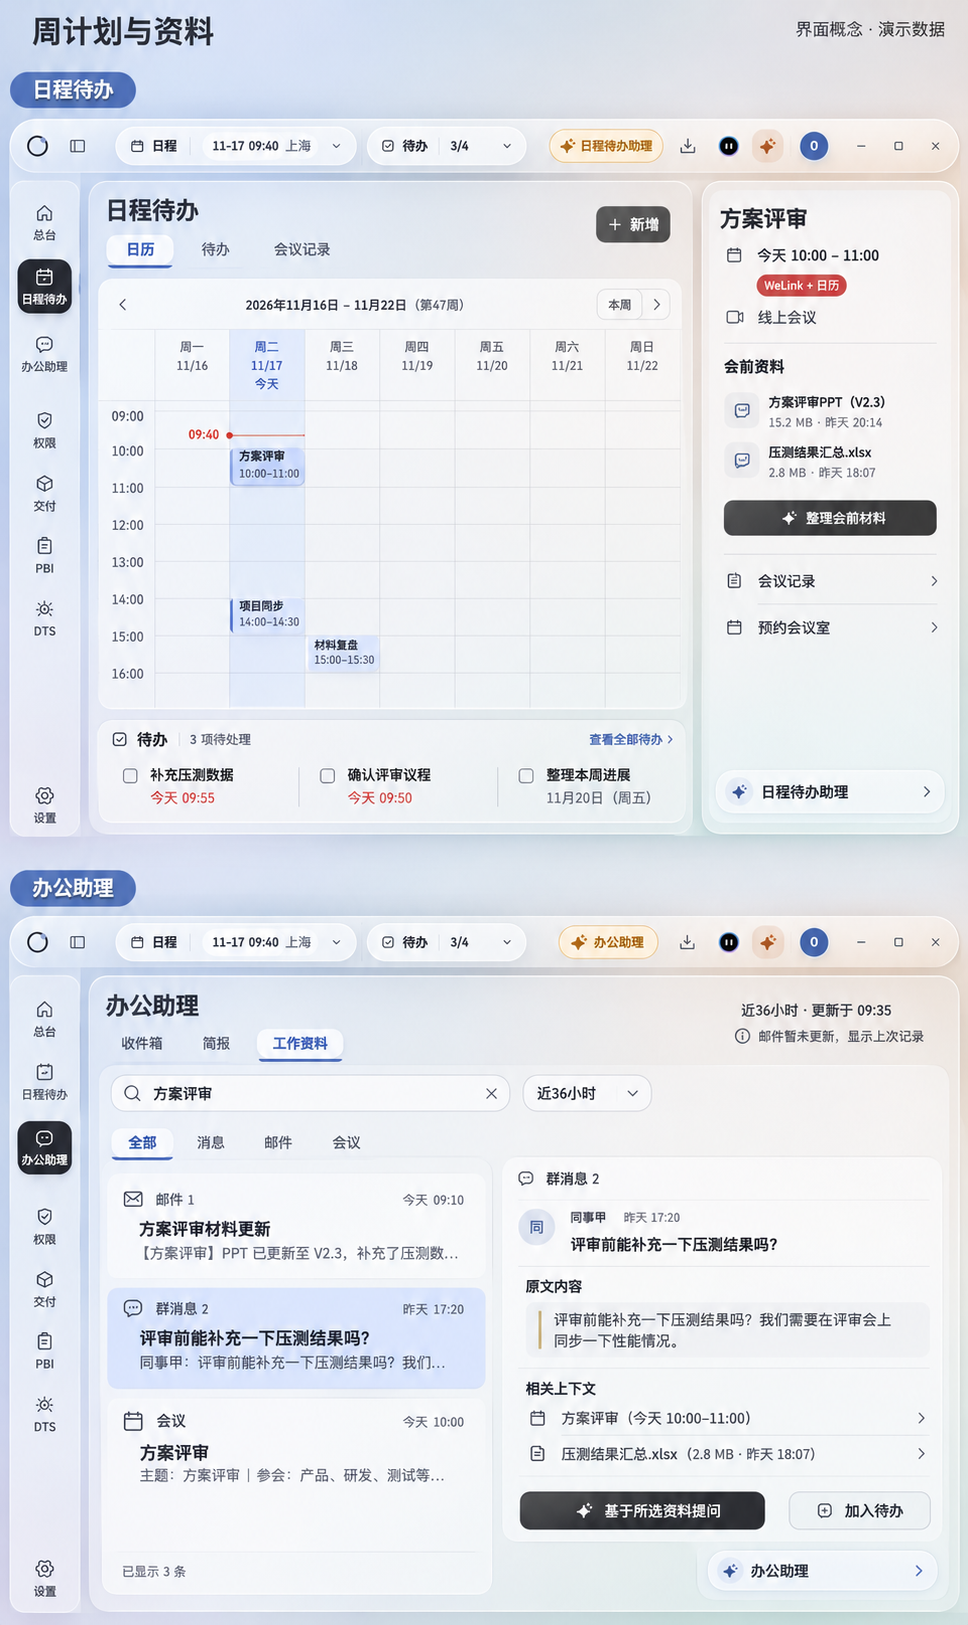 周计划与资料
界面概念 · 演示数据
日程待办
日程 11-17 09:40 上海
待办 3/4
日程待办助理
0
总台
日程待办
办公助理
权限
交付
PBI
DTS
设置
日程待办
新增
日历 待办 会议记录
2026年11月16日 – 11月22日（第47周）
本周
周一 周二 周三 周四 周五 周六 周日
11/16 11/17 11/18 11/19 11/20 11/21 11/22
今天
09:00
09:40
10:00
方案评审
10:00–11:00
11:00
12:00
13:00
14:00
项目同步
14:00–14:30
15:00
材料复盘
15:00–15:30
16:00
待办 3 项待处理
查看全部待办
补充压测数据
今天 09:55
确认评审议程
今天 09:50
整理本周进展
11月20日（周五）
方案评审
今天 10:00 – 11:00
WeLink + 日历
线上会议
会前资料
方案评审PPT（V2.3）
15.2 MB · 昨天 20:14
压测结果汇总.xlsx
2.8 MB · 昨天 18:07
整理会前材料
会议记录
预约会议室
日程待办助理
办公助理
日程 11-17 09:40 上海
待办 3/4
办公助理
0
总台
日程待办
办公助理
权限
交付
PBI
DTS
设置
办公助理
近36小时 · 更新于 09:35
邮件暂未更新，显示上次记录
收件箱 简报 工作资料
方案评审
近36小时
全部 消息 邮件 会议
邮件 1 今天 09:10
方案评审材料更新
【方案评审】PPT 已更新至 V2.3，补充了压测数…
群消息 2 昨天 17:20
评审前能补充一下压测结果吗？
同事甲：评审前能补充一下压测结果吗？我们…
会议 今天 10:00
方案评审
主题：方案评审｜参会：产品、研发、测试等…
已显示 3 条
群消息 2
同
同事甲 昨天 17:20
评审前能补充一下压测结果吗？
原文内容
评审前能补充一下压测结果吗？我们需要在评审会上
同步一下性能情况。
相关上下文
方案评审（今天 10:00–11:00）
压测结果汇总.xlsx（2.8 MB · 昨天 18:07）
基于所选资料提问
加入待办
办公助理